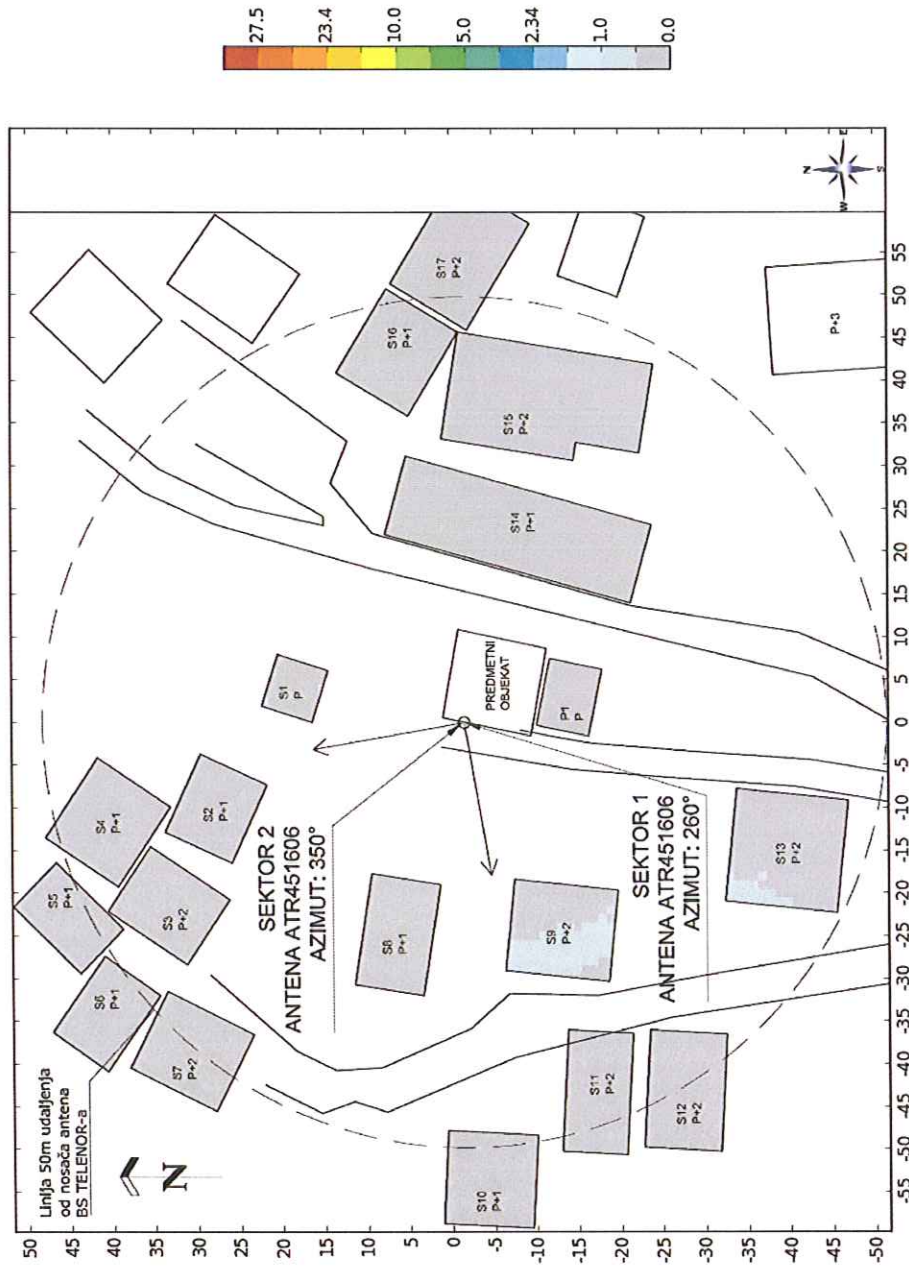 Linija 50m udaljenja
od nosača antena
BS TELENOR-a
N
50
45
40
35
30
25
20
15
10
5
0
-5
-10
-15
-20
-25
-30
-35
-40
-45
-50
-55
-50
-45
-40
-35
-30
-25
-20
-15
-10
-5
0
5
10
15
20
25
30
35
40
45
50
55
S5
P+1
S4
P+1
S6
P+1
S3
P+2
S2
P+1
S7
P+2
S1
P
SEKTOR 2
ANTENA ATR451606
AZIMUT: 350°
S8
P+1
S10
P+1
S9
P+2
S11
P+2
S12
P+2
S13
P+2
SEKTOR 1
ANTENA ATR451606
AZIMUT: 260°
PREDMETNI
OBJEKAT
P1
P
S14
P+1
S15
P+2
S16
P+1
S17
P+2
P+3
N
E
S
W
27.5
23.4
10.0
5.0
2.34
1.0
0.0